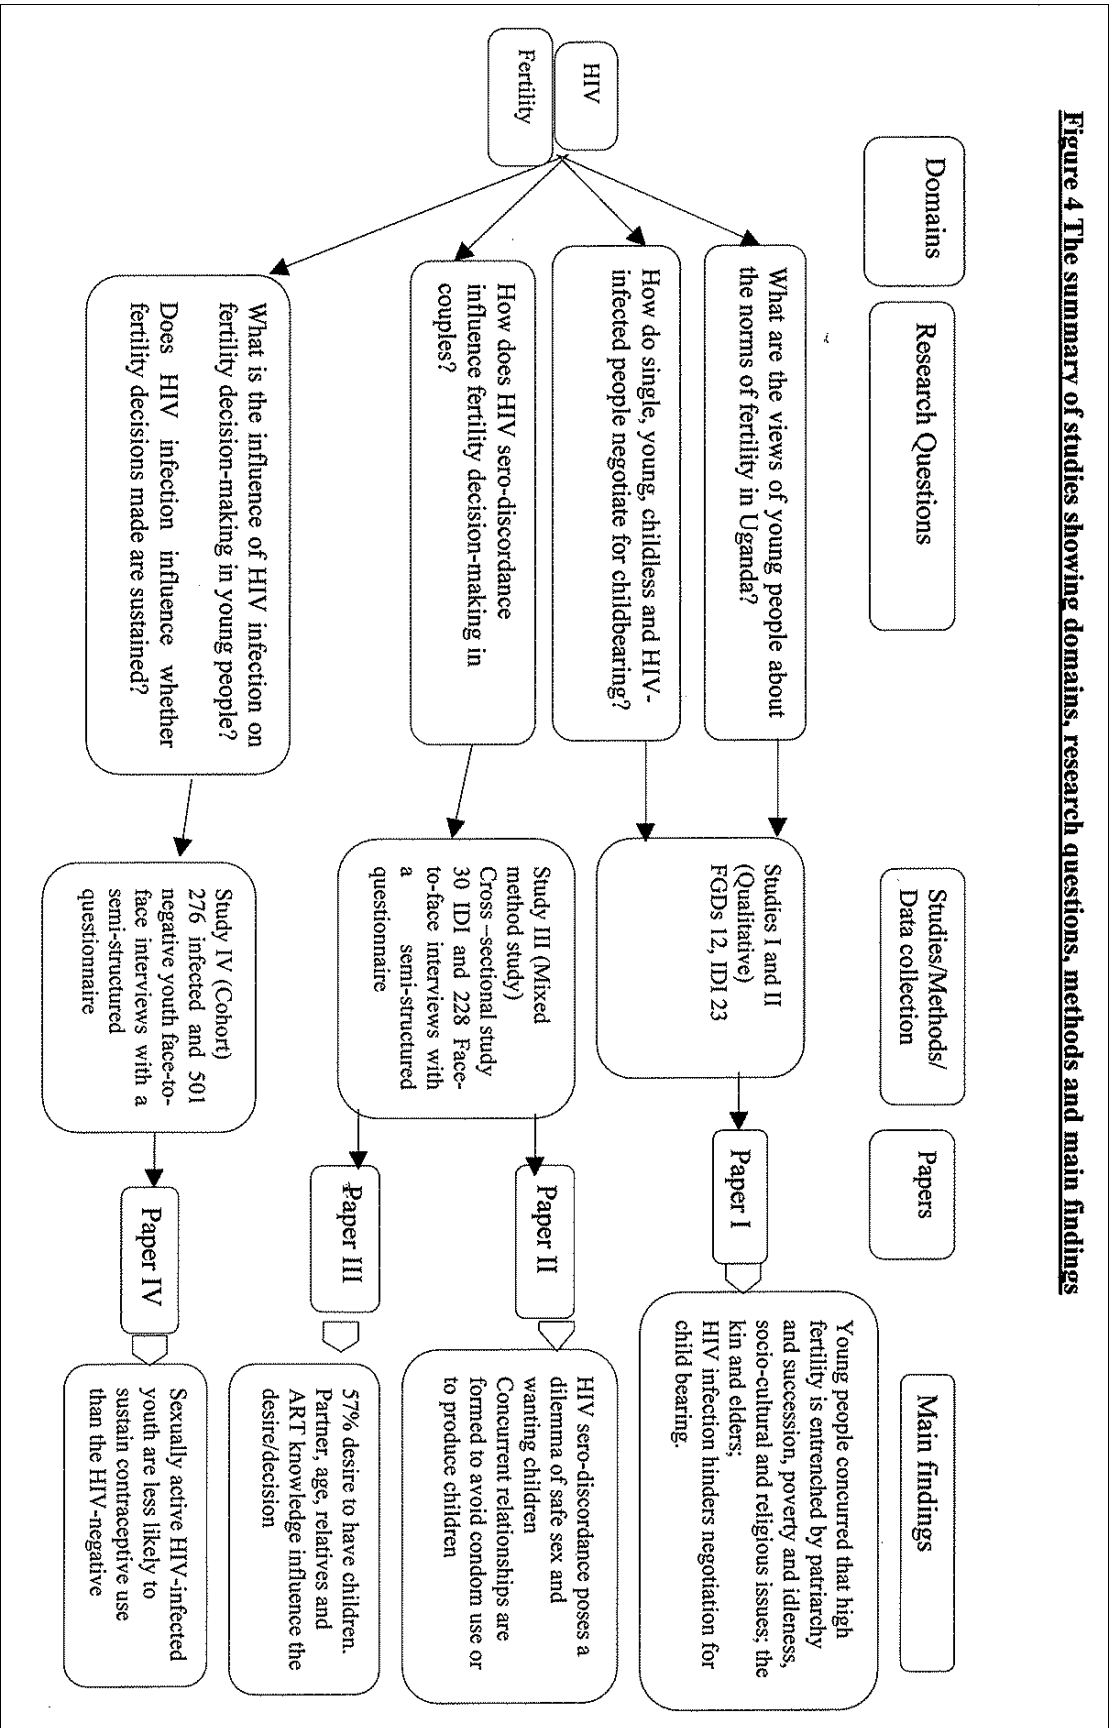 Figure 4 The summary of studies showing domains, research questions, methods and main findings
Domains
Research Questions
Studies/Methods/
Data collection
Papers
Main findings
HIV
Fertility
What are the views of young people about
the norms of fertility in Uganda?
How do single, young, childless and HIV-
infected people negotiate for childbearing?
How does HIV sero-discordance
influence fertility decision-making in
couples?
What is the influence of HIV infection on
fertility decision-making in young people?
Does HIV infection influence whether
fertility decisions made are sustained?
Studies I and II
(Qualitative)
FGDs 12, IDI 23
Study III (Mixed
method study)
Cross –sectional study
30 IDI and 228 Face-
to-face interviews with
a semi-structured
questionnaire
Study IV (Cohort)
276 infected and 501
negative youth face-to-
face interviews with a
semi-structured
questionnaire
Paper I
Paper II
Paper III
Paper IV
Young people concurred that high
fertility is entrenched by patriarchy
and succession, poverty and idleness,
socio-cultural and religious issues; the
kin and elders;
HIV infection hinders negotiation for
child bearing.
HIV sero-discordance poses a
dilemma of safe sex and
wanting children
Concurrent relationships are
formed to avoid condom use or
to produce children
57% desire to have children.
Partner, age, relatives and
ART knowledge influence the
desire/decision
Sexually active HIV-infected
youth are less likely to
sustain contraceptive use
than the HIV-negative